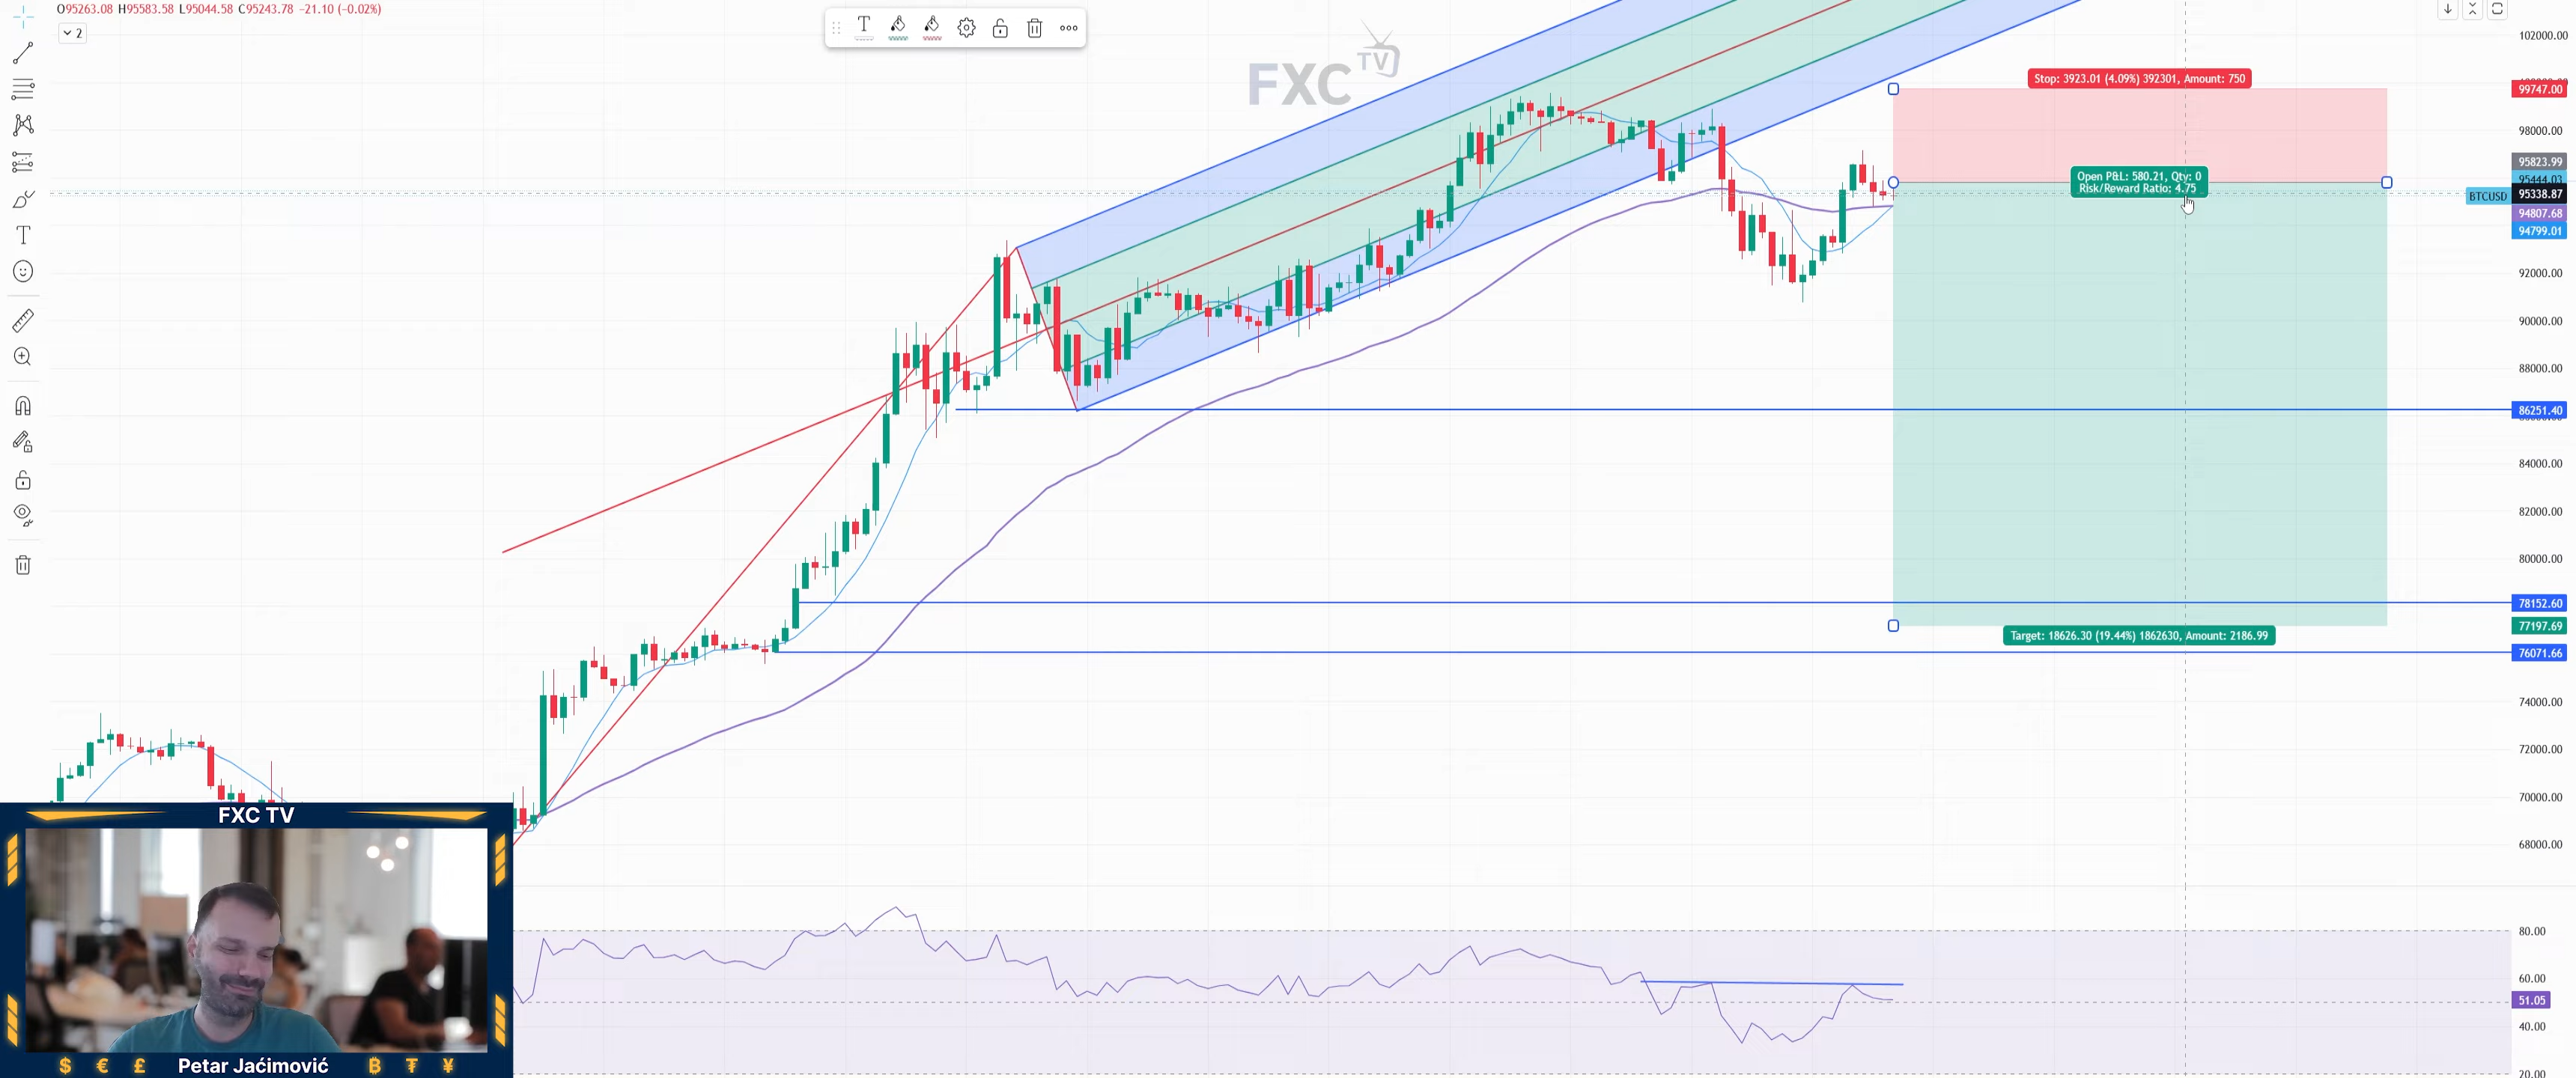 O95263.08 H95583.58 L95044.58 C95243.78 −21.10 (−0.02%)
2
T
FXC TV
102000.00
Stop: 3923.01 (4.09%) 392301, Amount: 750
99747.00
98000.00
95823.99
Open P&L: 580.21, Qty: 0
Risk/Reward Ratio: 4.75
95444.03
BTCUSD 95338.87
94807.68
94799.01
92000.00
90000.00
88000.00
86251.40
84000.00
82000.00
80000.00
78152.60
77197.69
Target: 18626.30 (19.44%) 1862630, Amount: 2186.99
76071.66
74000.00
72000.00
70000.00
68000.00
80.00
60.00
51.05
40.00
20.00
FXC TV
$ € £ Petar Jaćimović ₿ ₮ ¥